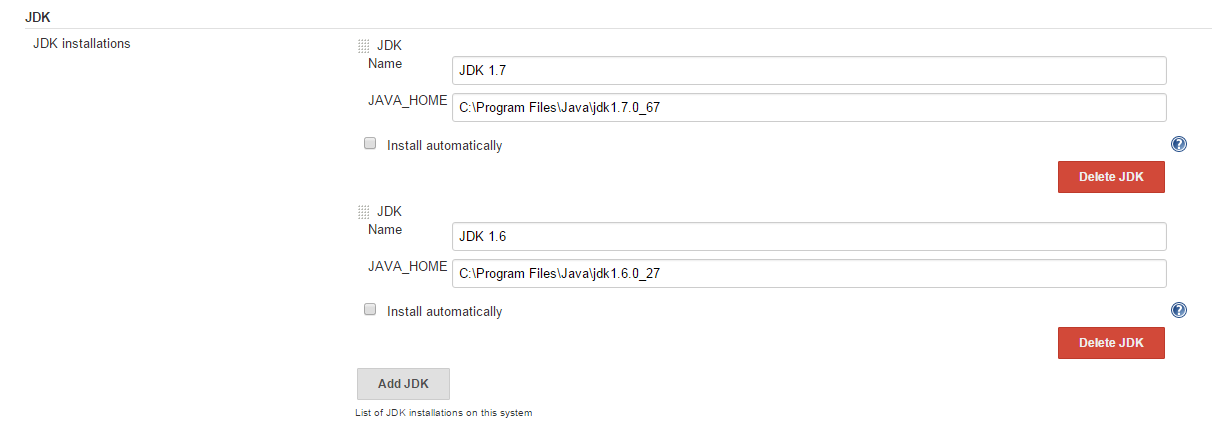 JDK
JDK installations
JDK
Name
JDK 1.7
JAVA_HOME
C:\Program Files\Java\jdk1.7.0_67
Install automatically
?
Delete JDK
JDK
Name
JDK 1.6
JAVA_HOME
C:\Program Files\Java\jdk1.6.0_27
Install automatically
?
Delete JDK
Add JDK
List of JDK installations on this system